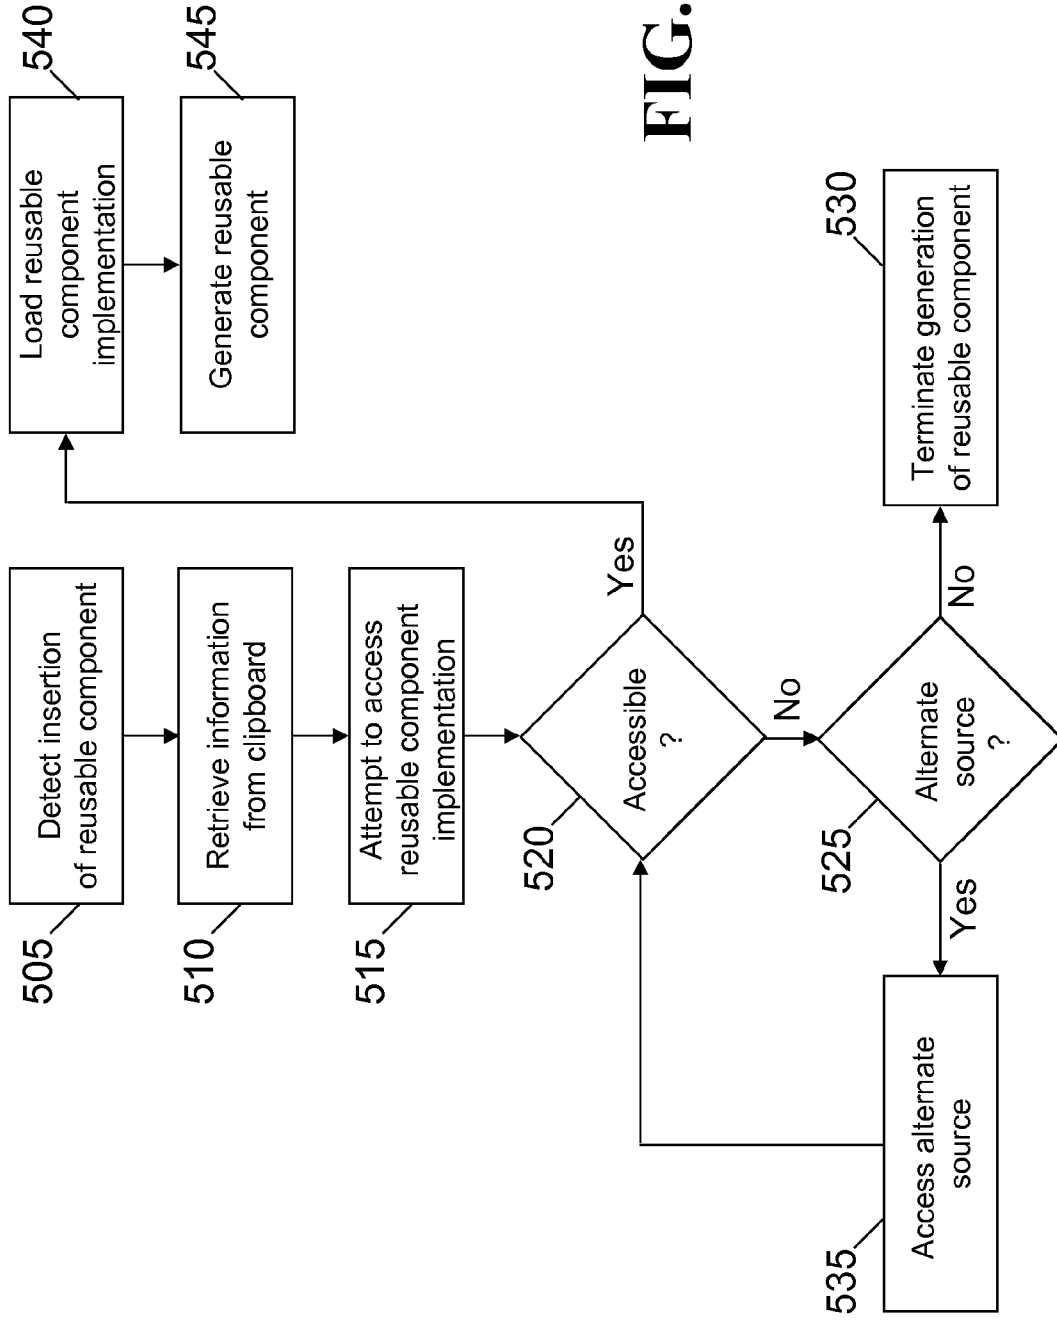 505
Detect insertion
of reusable component
510
Retrieve information
from clipboard
515
Attempt to access
reusable component
implementation
520
Accessible
?
Yes
No
525
Alternate
source
?
Yes
No
530
Terminate generation
of reusable component
535
Access alternate
source
540
Load reusable
component
implementation
545
Generate reusable
component
FIG.